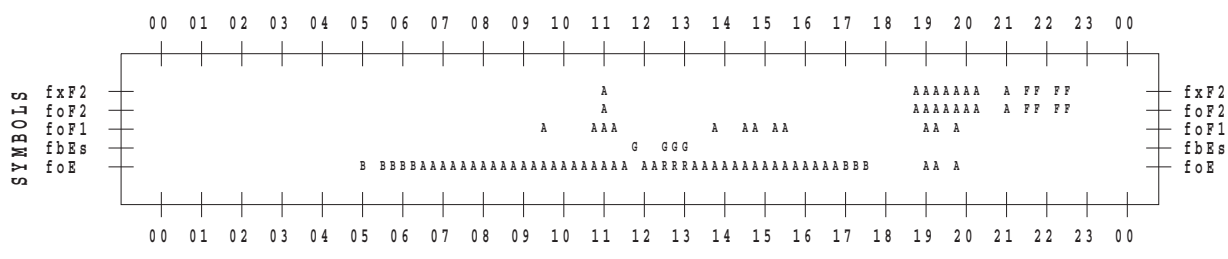 00 01 02 03 04 05 06 07 08 09 10 11 12 13 14 15 16 17 18 19 20 21 22 23 00
SYMBOLS
fxF2 A AAAAAAA A FF FF fxF2
foF2 A AAAAAAA A FF FF foF2
foF1 A AAA A AA AA AA A foF1
fbEs G GGG fbEs
foE B BBBBAAAAAAAAAAAAAAAAAAAAA AARRRAAAAAAAAAAAAAAABBB AA A foE
00 01 02 03 04 05 06 07 08 09 10 11 12 13 14 15 16 17 18 19 20 21 22 23 00